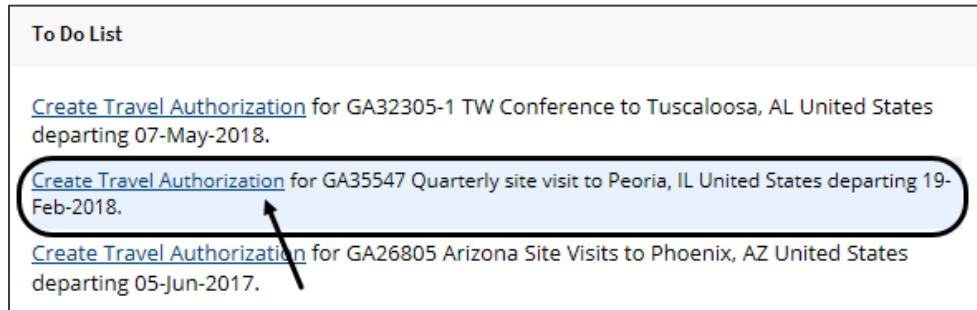 To Do List
Create Travel Authorization for GA32305-1 TW Conference to Tuscaloosa, AL United States
departing 07-May-2018.
Create Travel Authorization for GA35547 Quarterly site visit to Peoria, IL United States departing 19-
Feb-2018.
Create Travel Authorization for GA26805 Arizona Site Visits to Phoenix, AZ United States
departing 05-Jun-2017.